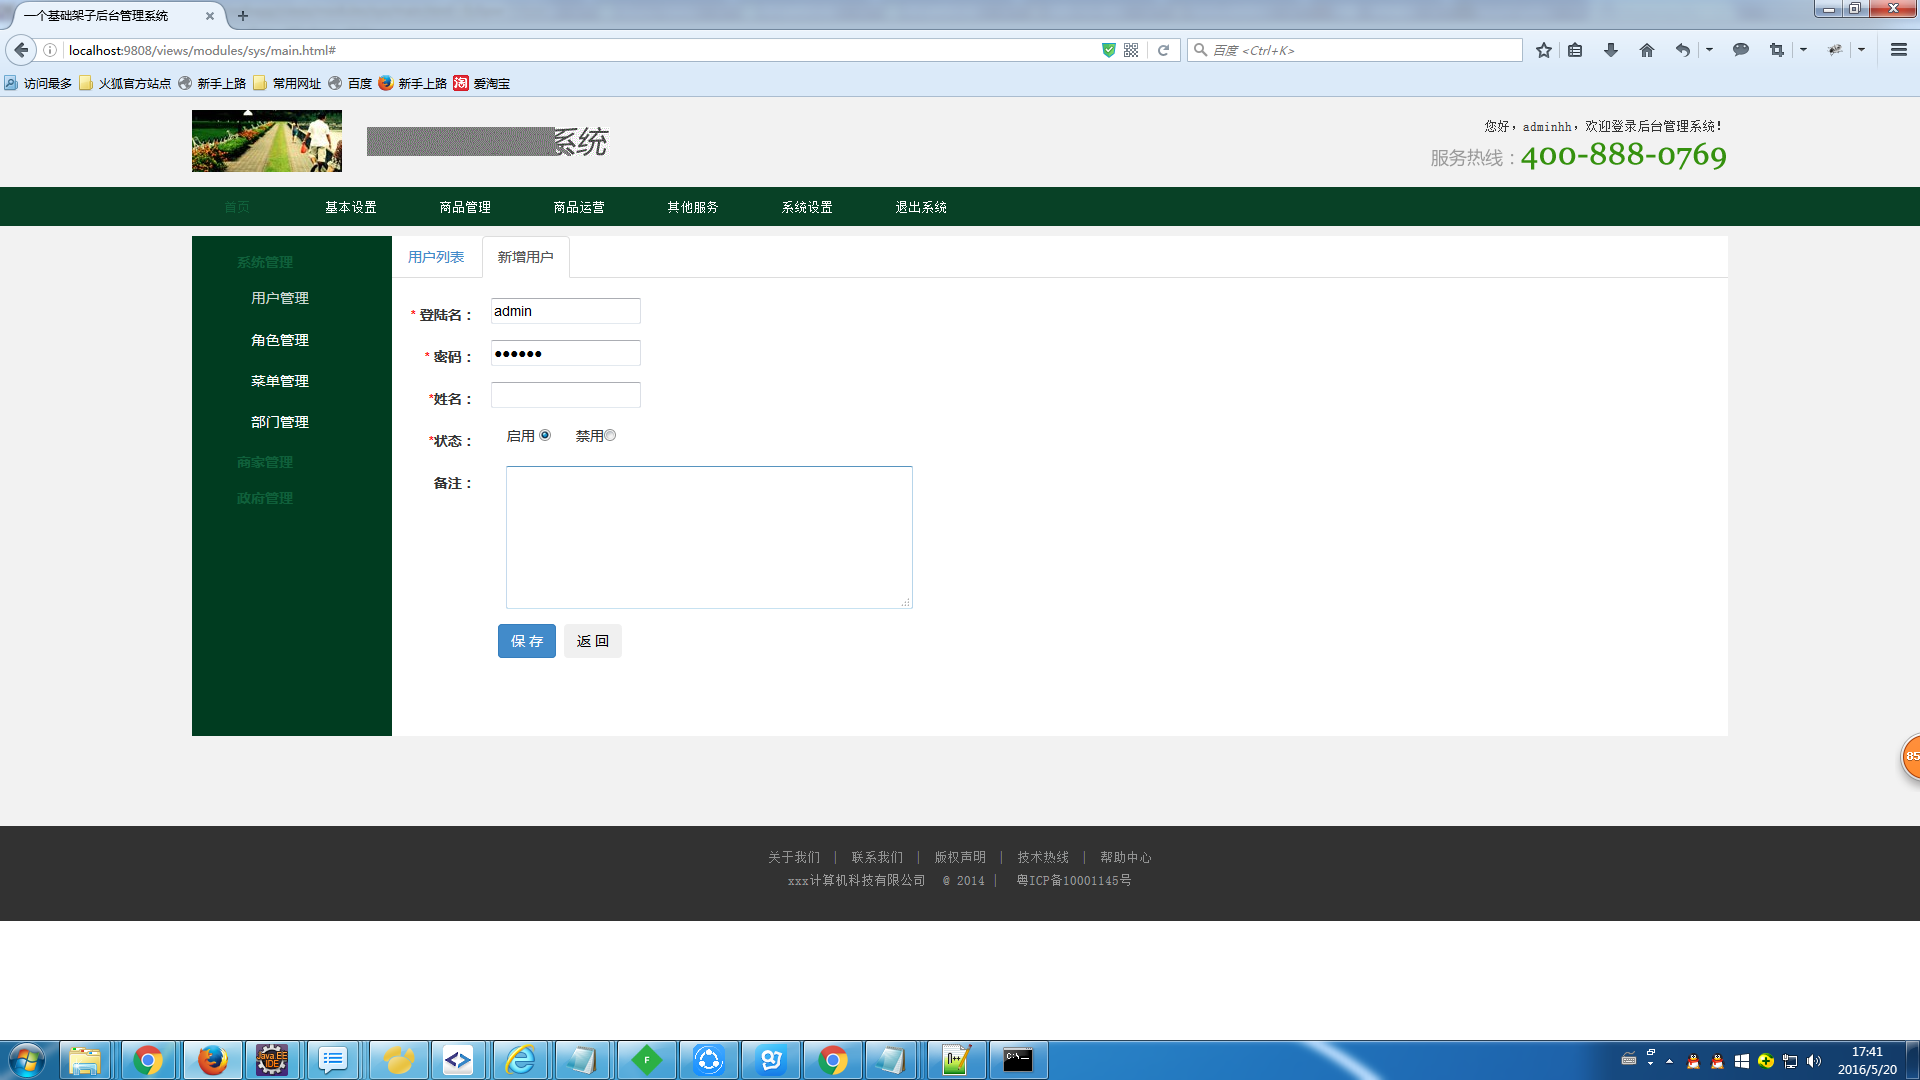 一个基础架子后台管理系统
localhost:9808/views/modules/sys/main.html#
百度 <Ctrl+K>
访问最多 火狐官方站点 新手上路 常用网址 百度 新手上路 淘 爱淘宝
系统
您好，adminhh，欢迎登录后台管理系统！
服务热线：400-888-0769
首页 基本设置 商品管理 商品运营 其他服务 系统设置 退出系统
系统管理
用户管理
角色管理
菜单管理
部门管理
商家管理
政府管理
用户列表 新增用户
* 登陆名： admin
* 密码： ●●●●●●
*姓名：
*状态： 启用 禁用
备注：
保 存 返 回
85
关于我们 | 联系我们 | 版权声明 | 技术热线 | 帮助中心
xxx计算机科技有限公司 @ 2014 | 粤ICP备10001145号
Java EE IDE
F
C:\
17:41
2016/5/20